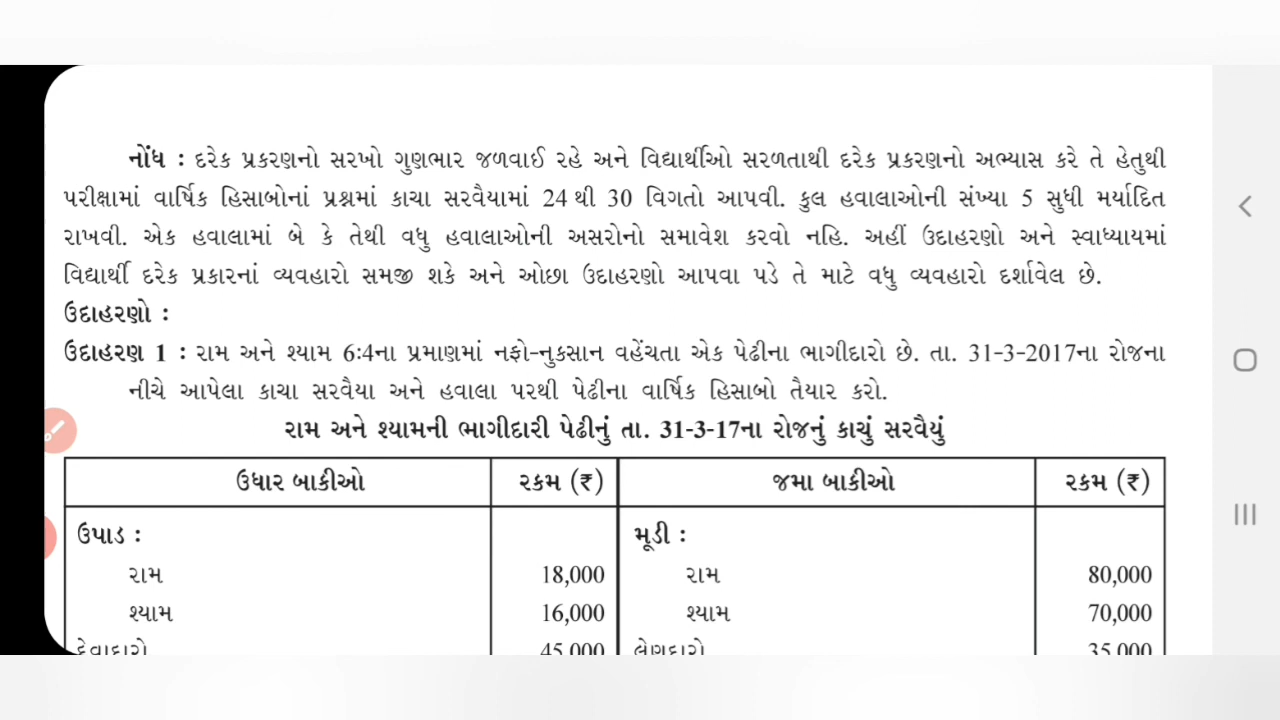 નોંધ : દરેક પ્રકરણનો સરખો ગુણભાર જળવાઈ રહે અને વિદ્યાર્થીઓ સરળતાથી દરેક પ્રકરણનો અભ્યાસ કરે તે હેતુથી
પરીક્ષામાં વાર્ષિક હિસાબોનાં પ્રશ્નમાં કાચા સરવૈયામાં 24 થી 30 વિગતો આપવી. કુલ હવાલાઓની સંખ્યા 5 સુધી મર્યાદિત
રાખવી. એક હવાલામાં બે કે તેથી વધુ હવાલાઓની અસરોનો સમાવેશ કરવો નહિ. અહીં ઉદાહરણો અને સ્વાધ્યાયમાં
વિદ્યાર્થી દરેક પ્રકારનાં વ્યવહારો સમજી શકે અને ઓછા ઉદાહરણો આપવા પડે તે માટે વધુ વ્યવહારો દર્શાવેલ છે.
ઉદાહરણો :
ઉદાહરણ 1 : રામ અને શ્યામ 6:4ના પ્રમાણમાં નફો-નુકસાન વહેંચતા એક પેઢીના ભાગીદારો છે. તા. 31-3-2017ના રોજના
નીચે આપેલા કાચા સરવૈયા અને હવાલા પરથી પેઢીના વાર્ષિક હિસાબો તૈયાર કરો.
રામ અને શ્યામની ભાગીદારી પેઢીનું તા. 31-3-17ના રોજનું કાચું સરવૈયું
ઉધાર બાકીઓ રકમ (₹) જમા બાકીઓ રકમ (₹)
ઉપાડ : મૂડી :
રામ 18,000 રામ 80,000
શ્યામ 16,000 શ્યામ 70,000
દેવાદારો 45,000 લેણદારો 35,000